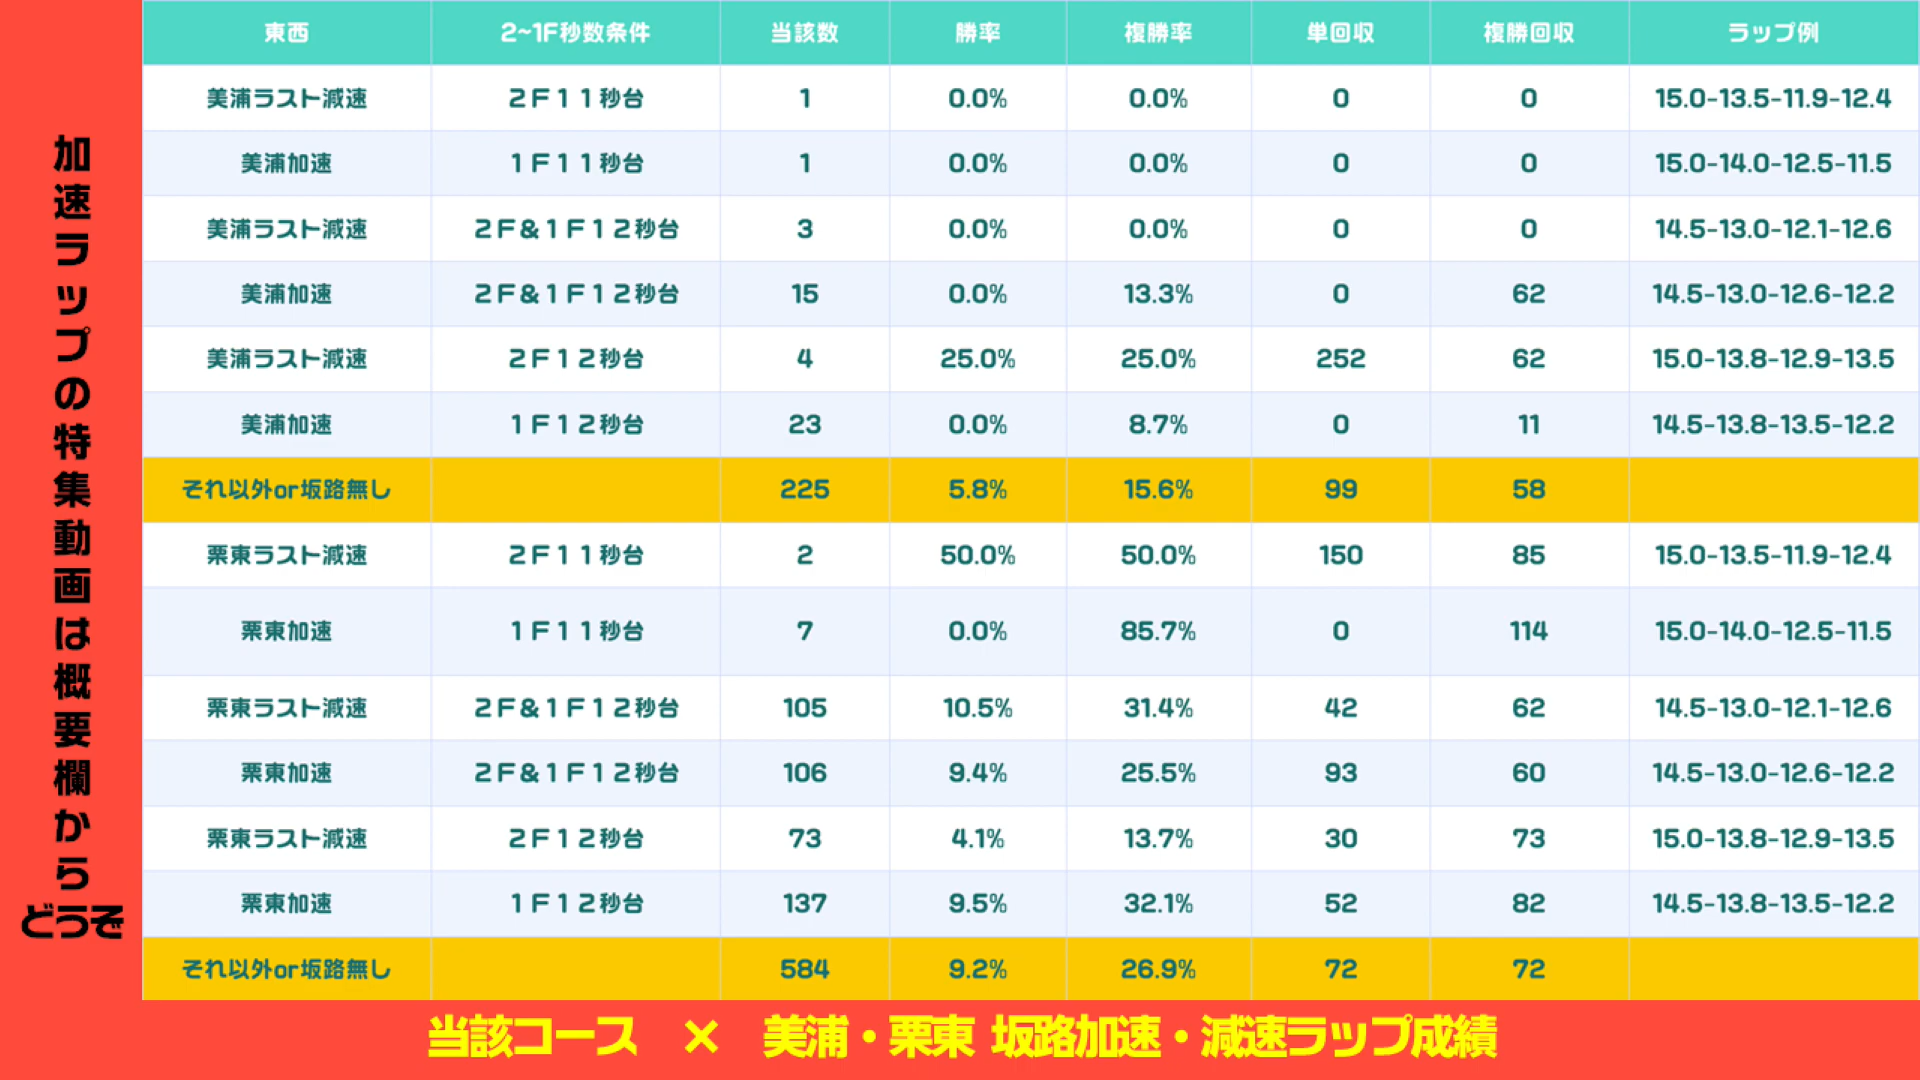 加速ラップの特集動画は概要欄から
どうぞ
東西 2~1F秒数条件 当該数 勝率 複勝率 単回収 複勝回収 ラップ例
美浦ラスト減速 2F11秒台 1 0.0% 0.0% 0 0 15.0-13.5-11.9-12.4
美浦加速 1F11秒台 1 0.0% 0.0% 0 0 15.0-14.0-12.5-11.5
美浦ラスト減速 2F&1F12秒台 3 0.0% 0.0% 0 0 14.5-13.0-12.1-12.6
美浦加速 2F&1F12秒台 15 0.0% 13.3% 0 62 14.5-13.0-12.6-12.2
美浦ラスト減速 2F12秒台 4 25.0% 25.0% 252 62 15.0-13.8-12.9-13.5
美浦加速 1F12秒台 23 0.0% 8.7% 0 11 14.5-13.8-13.5-12.2
それ以外or坂路無し 225 5.8% 15.6% 99 58
栗東ラスト減速 2F11秒台 2 50.0% 50.0% 150 85 15.0-13.5-11.9-12.4
栗東加速 1F11秒台 7 0.0% 85.7% 0 114 15.0-14.0-12.5-11.5
栗東ラスト減速 2F&1F12秒台 105 10.5% 31.4% 42 62 14.5-13.0-12.1-12.6
栗東加速 2F&1F12秒台 106 9.4% 25.5% 93 60 14.5-13.0-12.6-12.2
栗東ラスト減速 2F12秒台 73 4.1% 13.7% 30 73 15.0-13.8-12.9-13.5
栗東加速 1F12秒台 137 9.5% 32.1% 52 82 14.5-13.8-13.5-12.2
それ以外or坂路無し 584 9.2% 26.9% 72 72
当該コース × 美浦・栗東 坂路加速・減速ラップ成績